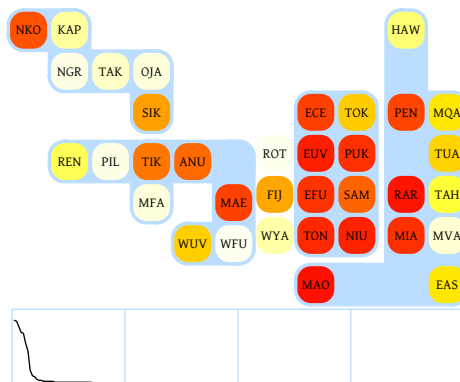 NKO KAP HAW
NGR TAK OJA
SIK ECE TOK PEN MQA
REN PIL TIK ANU ROT EUV PUK TUA
MFA MAE FIJ EFU SAM RAR TAH
WUV WFU WYA TON NIU MIA MVA
MAO EAS